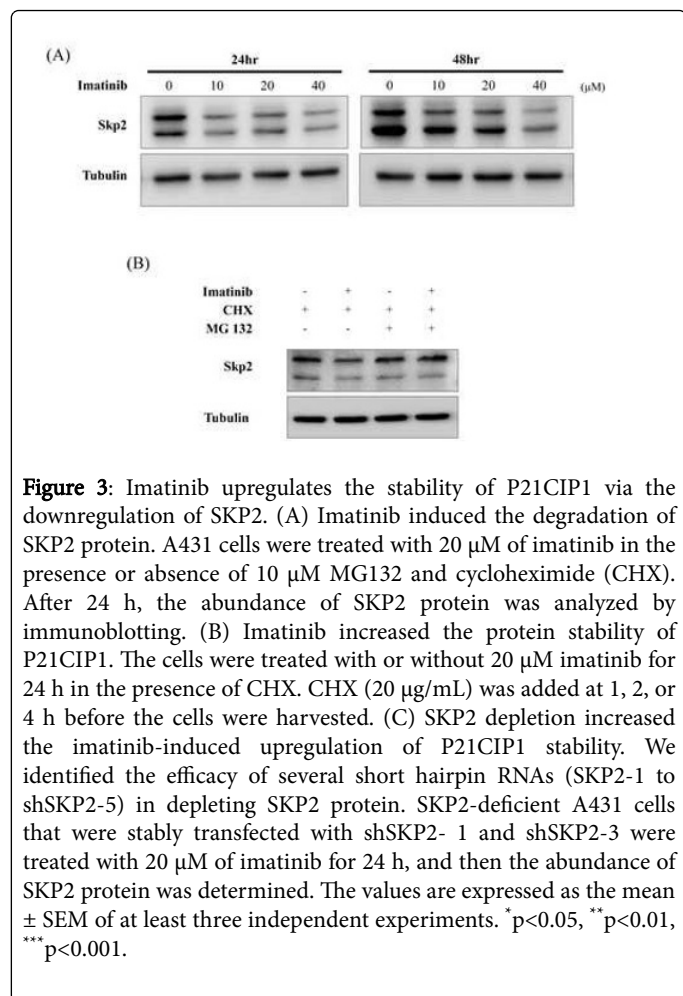 (A)
24hr 48hr
Imatinib 0 10 20 40 0 10 20 40 (μM)
Skp2
Tubulin
(B)
Imatinib - + - +
CHX + + + +
MG 132 - - + +
Skp2
Tubulin
Figure 3: Imatinib upregulates the stability of P21CIP1 via the
downregulation of SKP2. (A) Imatinib induced the degradation of
SKP2 protein. A431 cells were treated with 20 μM of imatinib in the
presence or absence of 10 μM MG132 and cycloheximide (CHX).
After 24 h, the abundance of SKP2 protein was analyzed by
immunoblotting. (B) Imatinib increased the protein stability of
P21CIP1. The cells were treated with or without 20 μM imatinib for
24 h in the presence of CHX. CHX (20 μg/mL) was added at 1, 2, or
4 h before the cells were harvested. (C) SKP2 depletion increased
the imatinib-induced upregulation of P21CIP1 stability. We
identified the efficacy of several short hairpin RNAs (SKP2-1 to
shSKP2-5) in depleting SKP2 protein. SKP2-deficient A431 cells
that were stably transfected with shSKP2- 1 and shSKP2-3 were
treated with 20 μM of imatinib for 24 h, and then the abundance of
SKP2 protein was determined. The values are expressed as the mean
± SEM of at least three independent experiments. *p<0.05, **p<0.01,
***p<0.001.